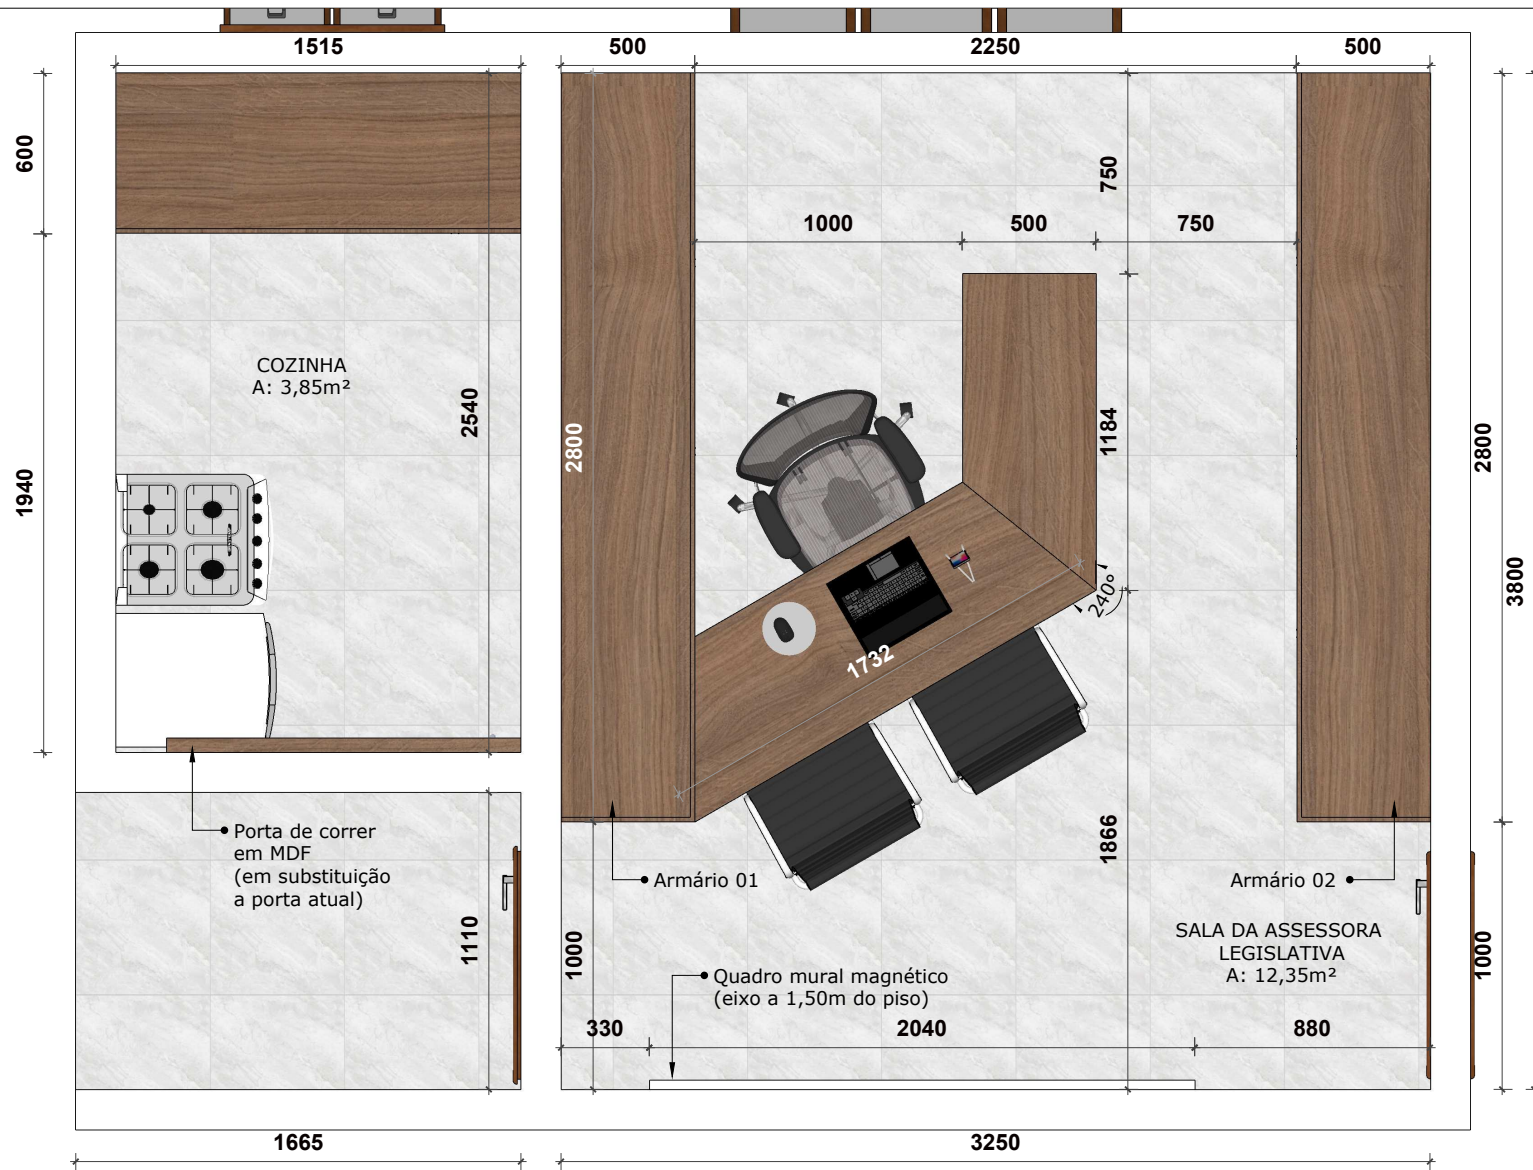 1515
500
2250
500
600
750
1000
500
750
COZINHA
A: 3,85m²
2540
2800
1184
2800
1940
3800
240°
1732
Porta de correr
em MDF
(em substituição
a porta atual)
1866
Armário 01
Armário 02
1110
1000
SALA DA ASSESSORA
LEGISLATIVA
A: 12,35m²
1000
Quadro mural magnético
(eixo a 1,50m do piso)
330
2040
880
1665
3250